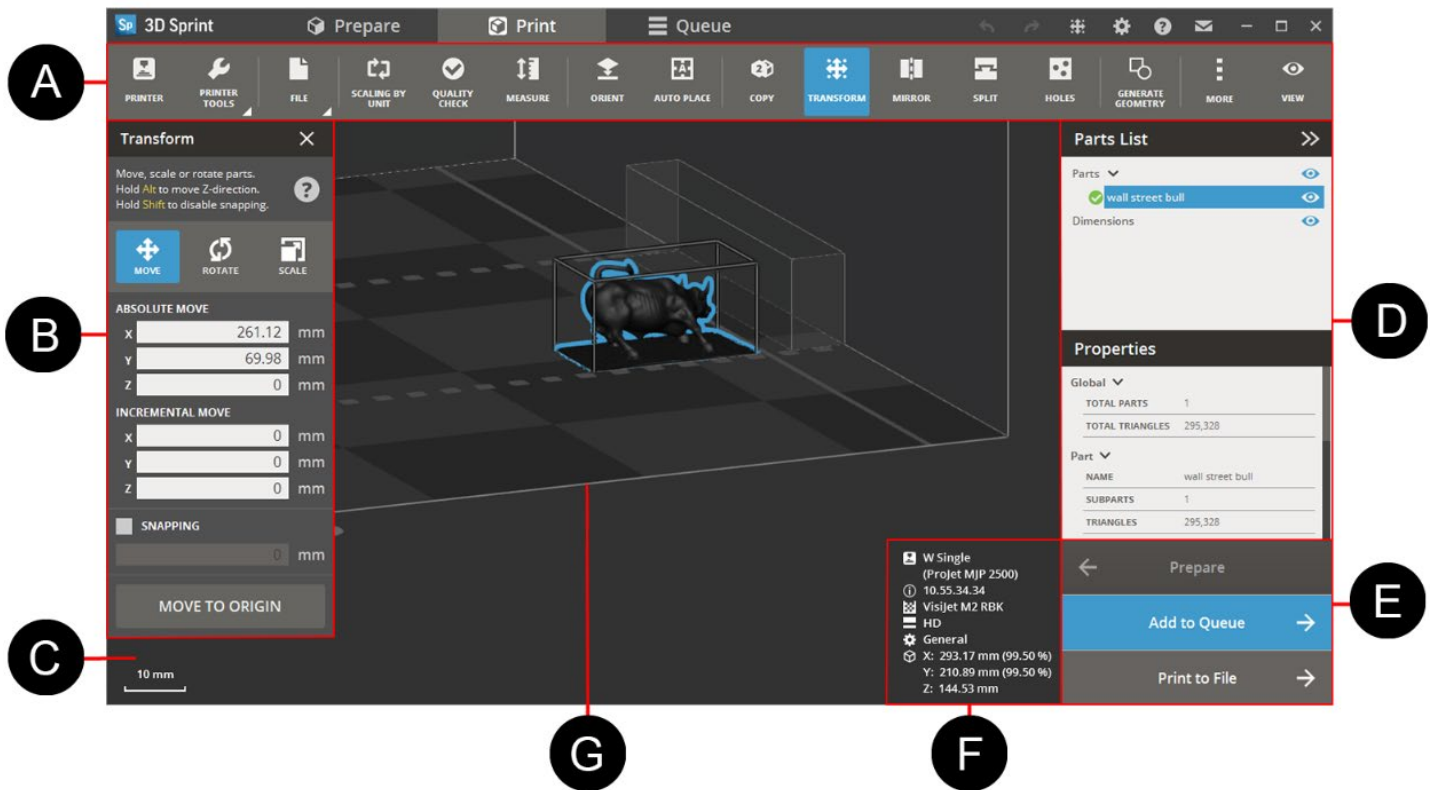 Sp 3D Sprint Prepare Print Queue
A
PRINTER
PRINTER TOOLS
FILE
SCALING BY UNIT
QUALITY CHECK
MEASURE
ORIENT
A
AUTO PLACE
2
COPY
TRANSFORM
MIRROR
SPLIT
HOLES
GENERATE GEOMETRY
MORE
VIEW
Transform
Move, scale or rotate parts.
Hold Alt to move Z-direction.
Hold Shift to disable snapping.
?
MOVE ROTATE SCALE
B
ABSOLUTE MOVE
X 261.12 mm
Y 69.98 mm
Z 0 mm
INCREMENTAL MOVE
X 0 mm
Y 0 mm
Z 0 mm
SNAPPING
0 mm
MOVE TO ORIGIN
C
10 mm
Parts List
Parts
wall street bull
Dimensions
D
Properties
Global
TOTAL PARTS 1
TOTAL TRIANGLES 295,328
Part
NAME wall street bull
SUBPARTS 1
TRIANGLES 295,328
W Single
(ProJet MJP 2500)
10.55.34.34
VisiJet M2 RBK
HD
General
X: 293.17 mm (99.50 %)
Y: 210.89 mm (99.50 %)
Z: 144.53 mm
Prepare
Add to Queue
Print to File
E
G
F